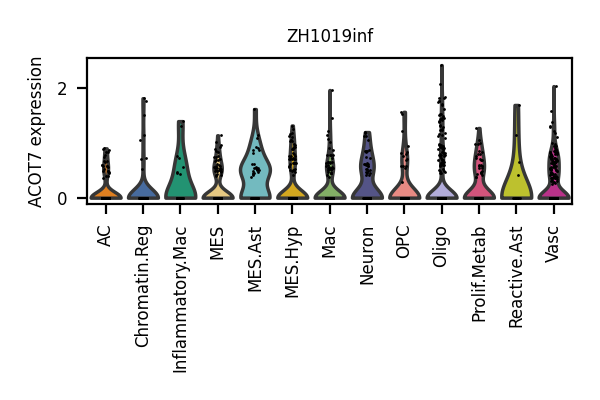 ZH1019inf
ACOT7 expression
2
0
AC
Chromatin.Reg
Inflammatory.Mac
MES
MES.Ast
MES.Hyp
Mac
Neuron
OPC
Oligo
Prolif.Metab
Reactive.Ast
Vasc